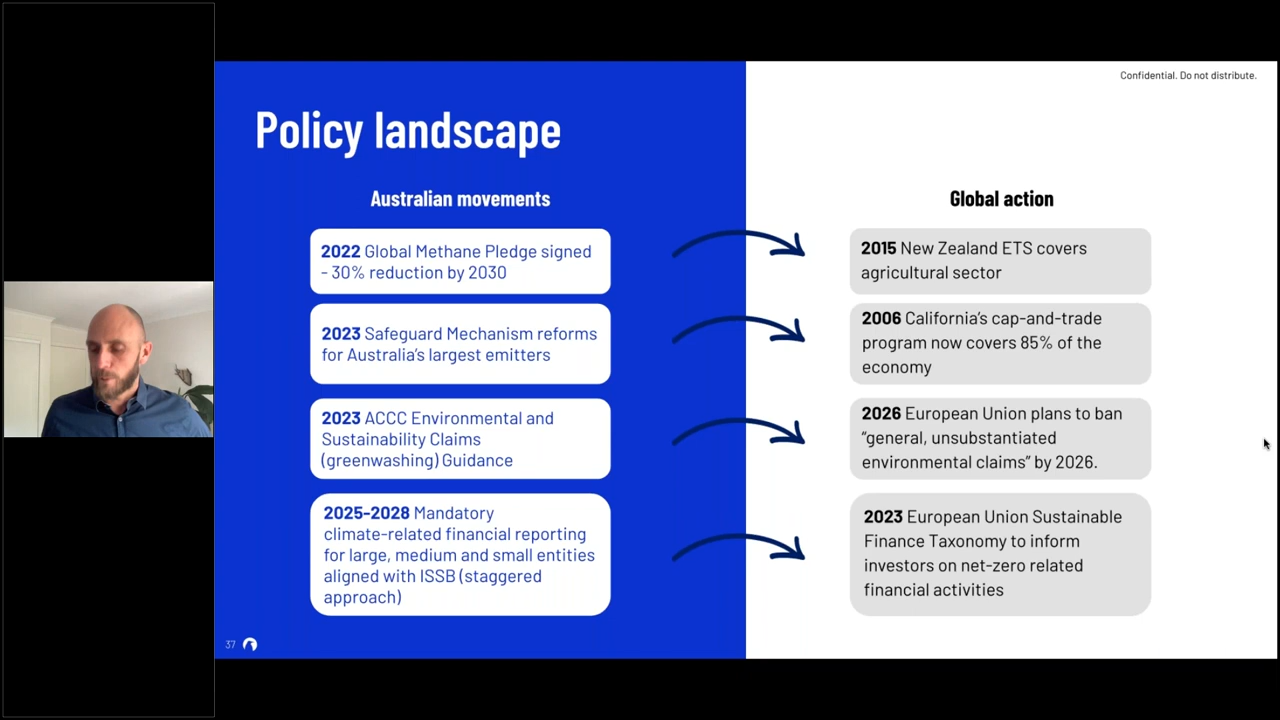 Confidential. Do not distribute.
Policy landscape
Australian movements
2022 Global Methane Pledge signed
- 30% reduction by 2030
2023 Safeguard Mechanism reforms
for Australia's largest emitters
2023 ACCC Environmental and
Sustainability Claims
(greenwashing) Guidance
2025-2028 Mandatory
climate-related financial reporting
for large, medium and small entities
aligned with ISSB (staggered
approach)
Global action
2015 New Zealand ETS covers
agricultural sector
2006 California's cap-and-trade
program now covers 85% of the
economy
2026 European Union plans to ban
“general, unsubstantiated
environmental claims” by 2026.
2023 European Union Sustainable
Finance Taxonomy to inform
investors on net-zero related
financial activities
37